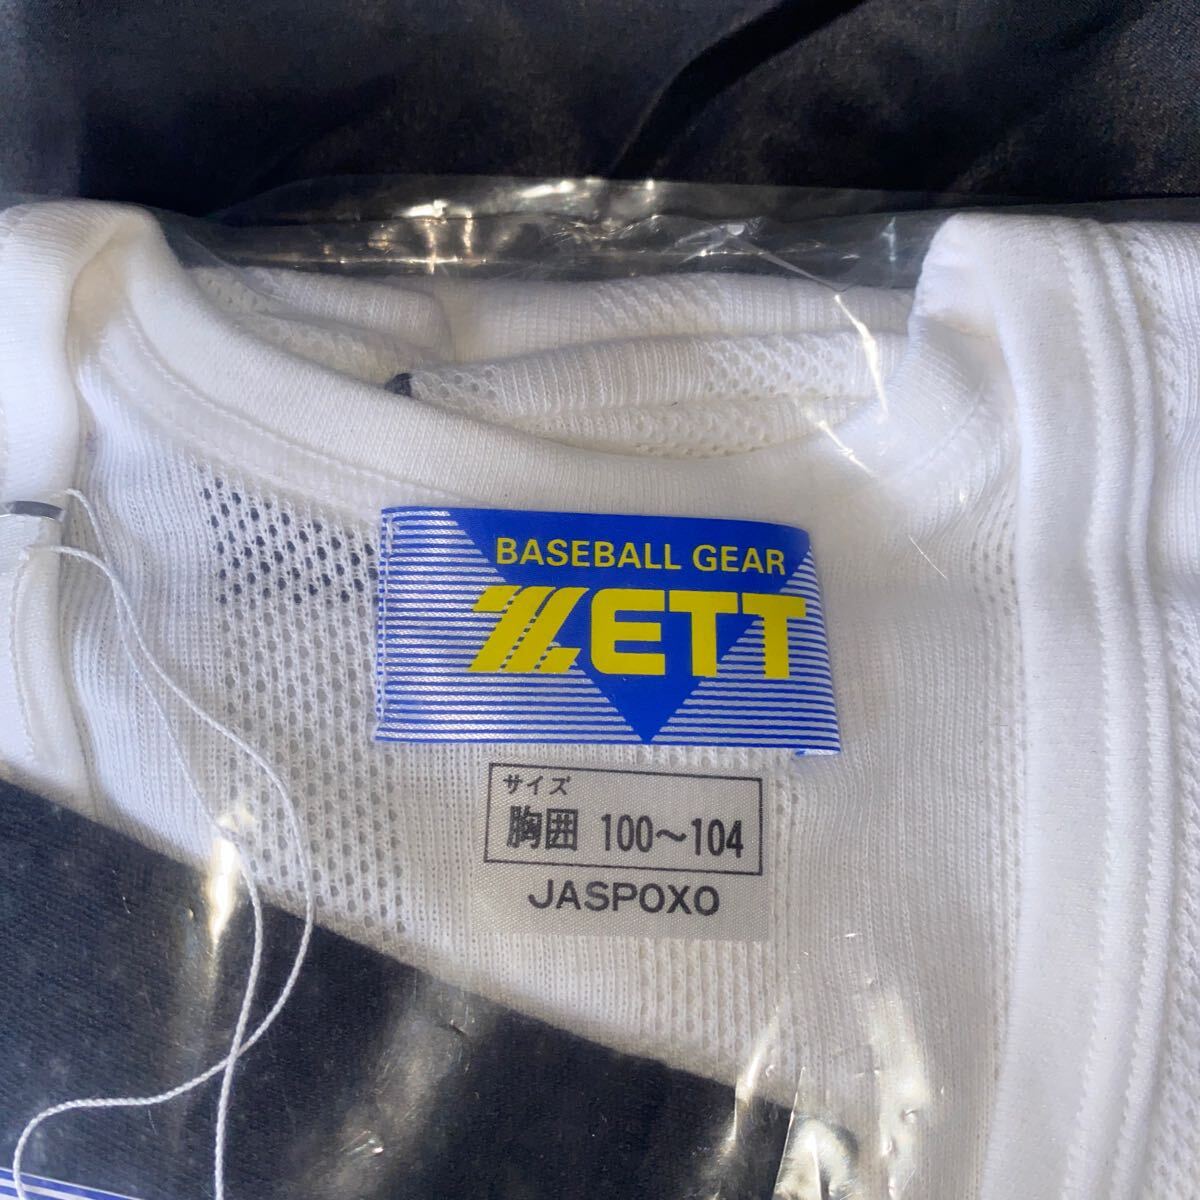 BASEBALL GEAR
ZETT
サイズ
胸囲 100～104
JASPOXO